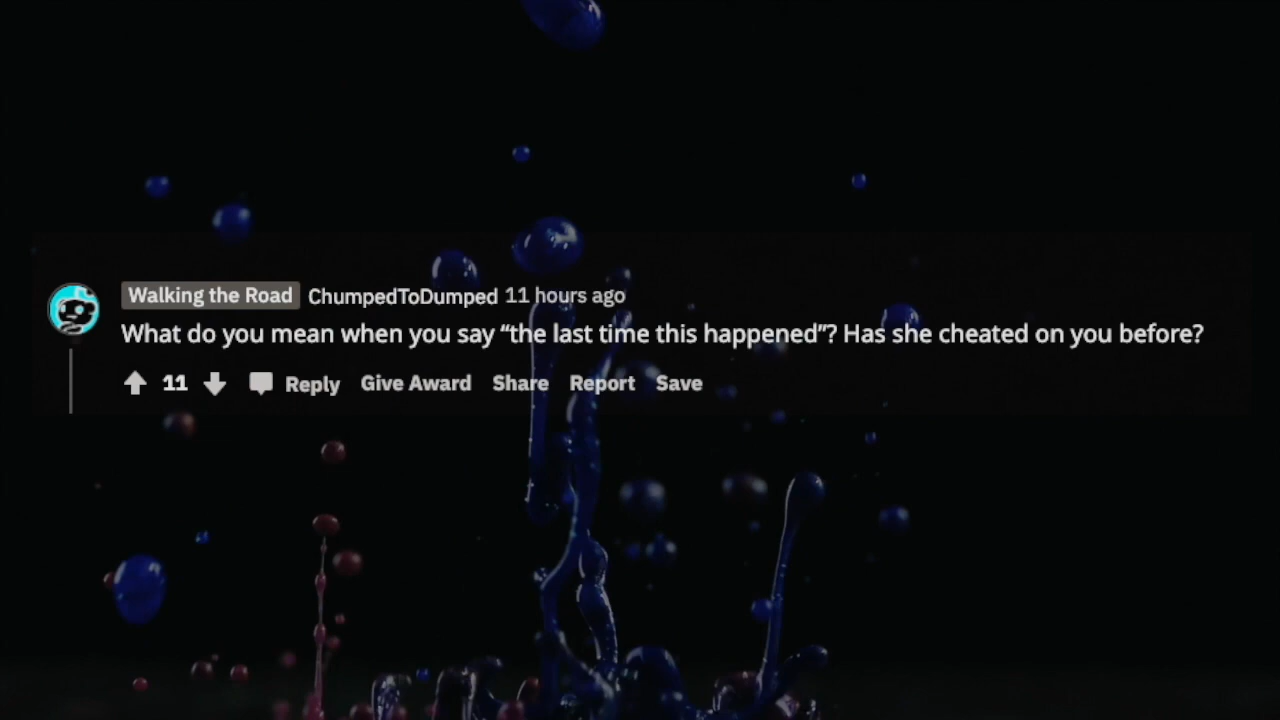 Walking the Road ChumpedToDumped 11 hours ago
What do you mean when you say “the last time this happened”? Has she cheated on you before?
11 Reply Give Award Share Report Save